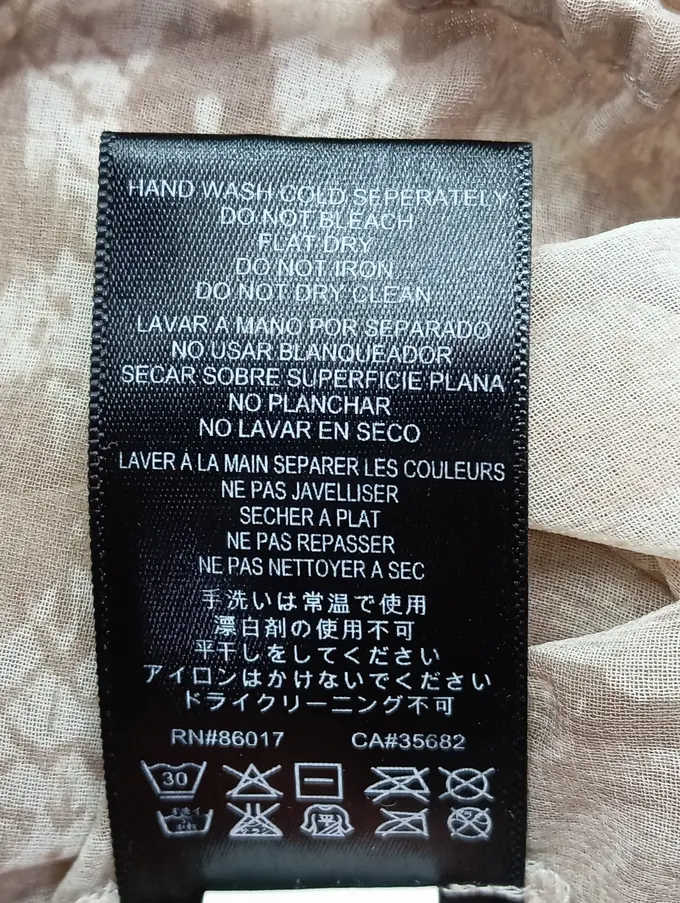 HAND WASH COLD SEPERATELY
DO NOT BLEACH
FLAT DRY
DO NOT IRON
DO NOT DRY CLEAN
LAVAR A MANO POR SEPARADO
NO USAR BLANQUEADOR
SECAR SOBRE SUPERFICIE PLANA
NO PLANCHAR
NO LAVAR EN SECO
LAVER À LA MAIN SEPARER LES COULEURS
NE PAS JAVELLISER
SECHER A PLAT
NE PAS REPASSER
NE PAS NETTOYER A SEC
手洗いは常温で使用
漂白剤の使用不可
平干しをしてください
アイロンはかけないでください
ドライクリーニング不可
RN#86017 CA#35682
30